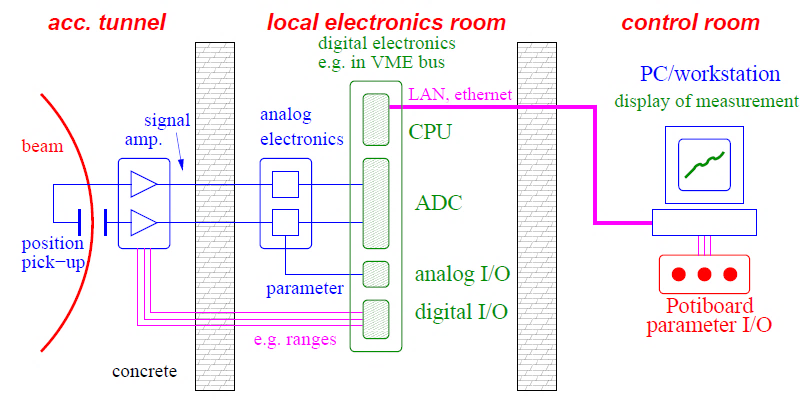 acc. tunnel
local electronics room
control room
digital electronics
e.g. in VME bus
PC/workstation
display of measurement
LAN, ethernet
signal
amp.
analog
electronics
CPU
beam
ADC
position
pick−up
parameter
analog I/O
digital I/O
e.g. ranges
Potiboard
parameter I/O
concrete